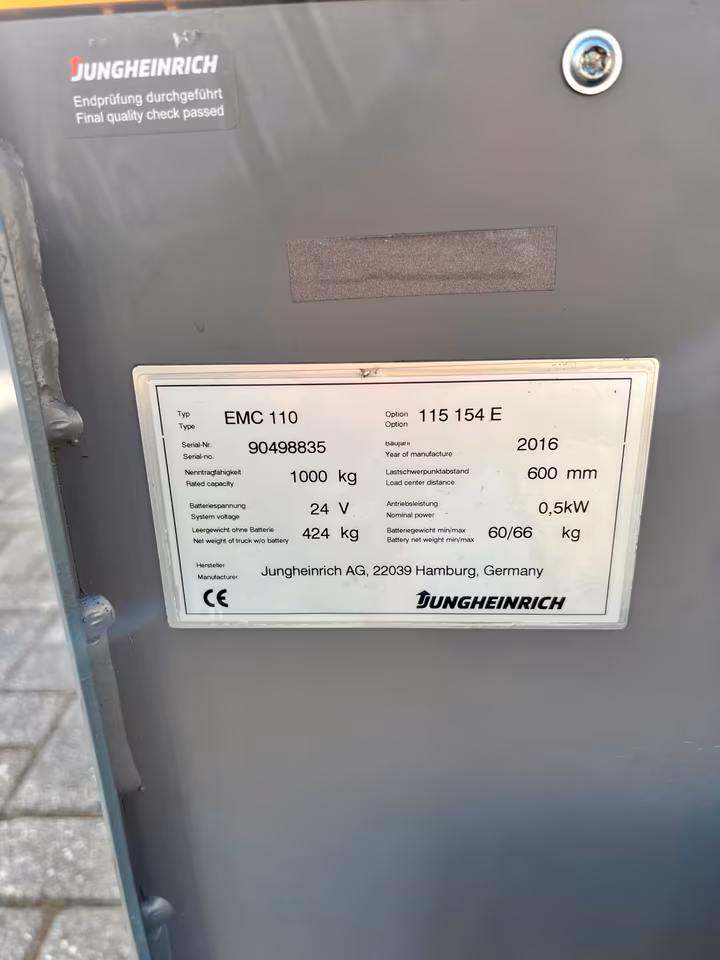 JUNGHEINRICH
Endprüfung durchgeführt
Final quality check passed
Typ
Type
EMC 110
Option
Option
115 154 E
Serial-Nr.
Serial-no.
90498835
Baujahr
Year of manufacture
2016
Nenntragfähigkeit
Rated capacity
1000 kg
Lastschwerpunktabstand
Load center distance
600 mm
Batteriespannung
System voltage
24 V
Antriebsleistung
Nominal power
0,5kW
Leergewicht ohne Batterie
Net weight of truck w/o battery
424 kg
Batteriegewicht min/max
Battery net weight min/max
60/66 kg
Hersteller
Manufacturer
Jungheinrich AG, 22039 Hamburg, Germany
CE
JUNGHEINRICH